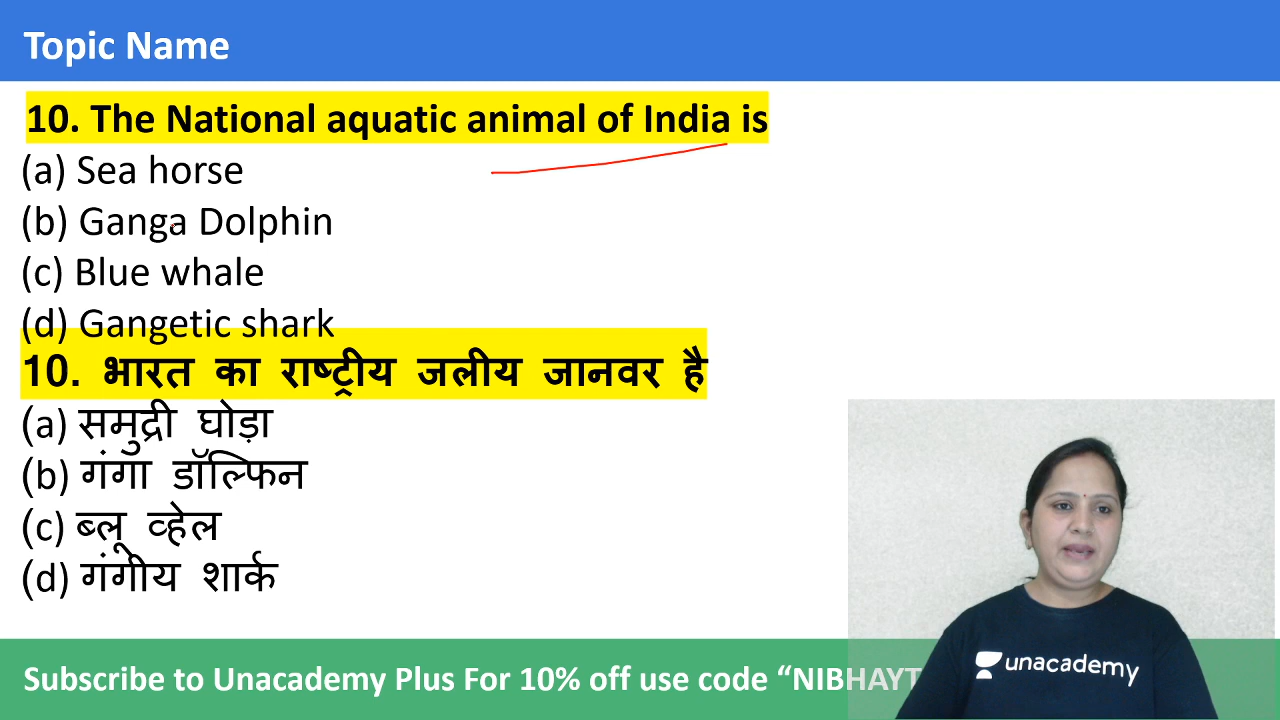 Topic Name
10. The National aquatic animal of India is
(a) Sea horse
(b) Ganga Dolphin
(c) Blue whale
(d) Gangetic shark
10. भारत का राष्ट्रीय जलीय जानवर है
(a) समुद्री घोड़ा
(b) गंगा डॉल्फिन
(c) ब्लू व्हेल
(d) गंगीय शार्क
Subscribe to Unacademy Plus For 10% off use code “NIBHAYT
unacademy